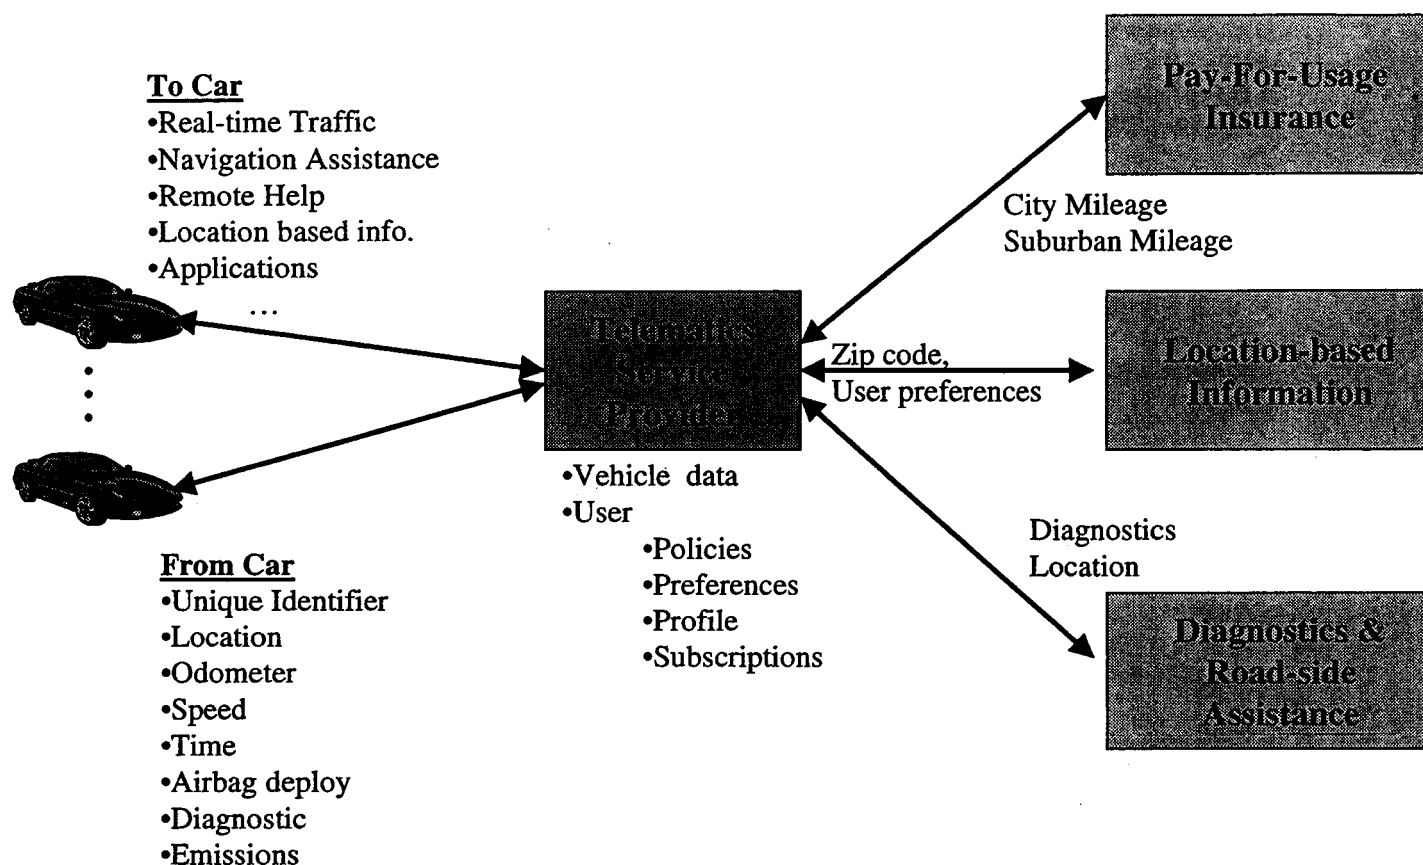 To Car
•Real-time Traffic
•Navigation Assistance
•Remote Help
•Location based info.
•Applications
...
From Car
•Unique Identifier
•Location
•Odometer
•Speed
•Time
•Airbag deploy
•Diagnostic
•Emissions
Telematics
Service
Provider
•Vehicle data
•User
•Policies
•Preferences
•Profile
•Subscriptions
Pay-For-Usage
Insurance
City Mileage
Suburban Mileage
Zip code,
User preferences
Location-based
Information
Diagnostics
Location
Diagnostics &
Road-side
Assistance